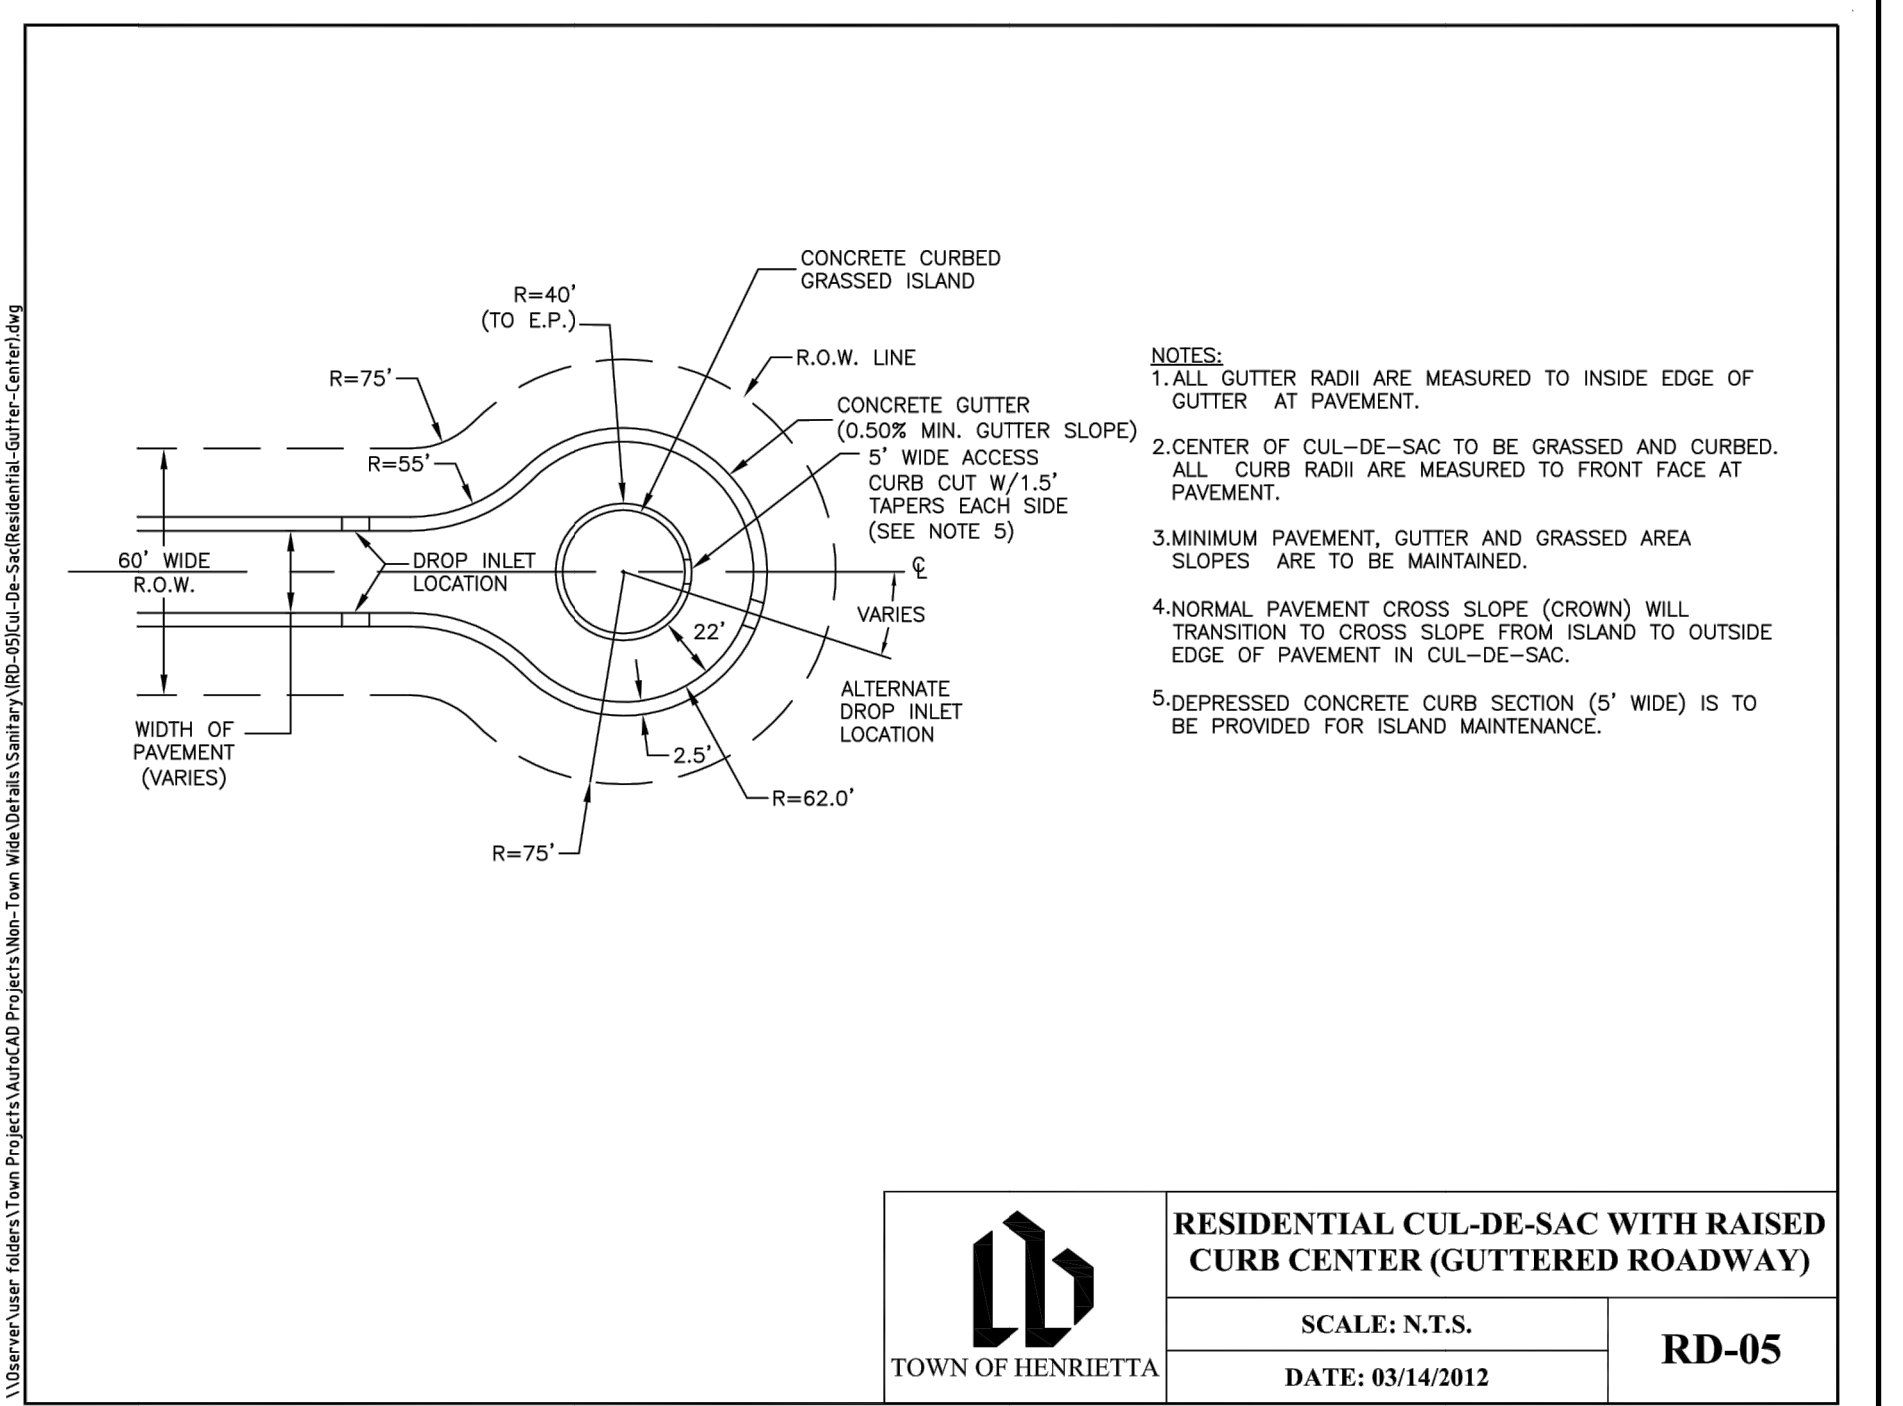 \\0server\user folders\Town Projects\AutoCAD Projects\Non-Town Wide\Details\Sanitary\(RD-05)Cul-De-Sac(Residential-Gutter-Center).dwg
CONCRETE CURBED
GRASSED ISLAND
R=40'
(TO E.P.)
R.O.W. LINE
R=75'
CONCRETE GUTTER
(0.50% MIN. GUTTER SLOPE)
R=55'
5' WIDE ACCESS
CURB CUT W/1.5'
TAPERS EACH SIDE
(SEE NOTE 5)
60' WIDE
R.O.W.
DROP INLET
LOCATION
℄
VARIES
22'
ALTERNATE
DROP INLET
LOCATION
WIDTH OF
PAVEMENT
(VARIES)
2.5'
R=62.0'
R=75'
NOTES:
1.ALL GUTTER RADII ARE MEASURED TO INSIDE EDGE OF
GUTTER AT PAVEMENT.
2.CENTER OF CUL-DE-SAC TO BE GRASSED AND CURBED.
ALL CURB RADII ARE MEASURED TO FRONT FACE AT
PAVEMENT.
3.MINIMUM PAVEMENT, GUTTER AND GRASSED AREA
SLOPES ARE TO BE MAINTAINED.
4.NORMAL PAVEMENT CROSS SLOPE (CROWN) WILL
TRANSITION TO CROSS SLOPE FROM ISLAND TO OUTSIDE
EDGE OF PAVEMENT IN CUL-DE-SAC.
5.DEPRESSED CONCRETE CURB SECTION (5' WIDE) IS TO
BE PROVIDED FOR ISLAND MAINTENANCE.
TOWN OF HENRIETTA
RESIDENTIAL CUL-DE-SAC WITH RAISED
CURB CENTER (GUTTERED ROADWAY)
SCALE: N.T.S.
DATE: 03/14/2012
RD-05